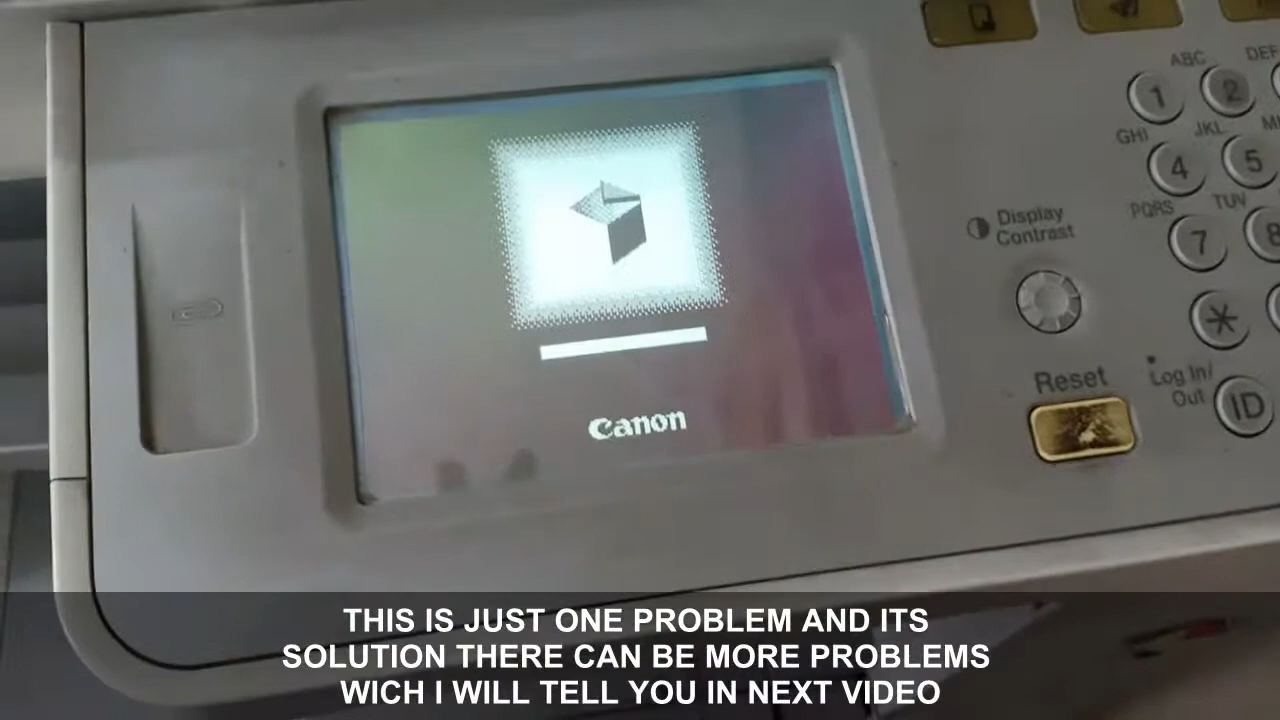 ABC
DEF
1
2
GHI
JKL
4
5
PQRS
TUV
7
8
Display
Contrast
Canon
Reset
Log In/
Out
ID
THIS IS JUST ONE PROBLEM AND ITS
SOLUTION THERE CAN BE MORE PROBLEMS
WICH I WILL TELL YOU IN NEXT VIDEO